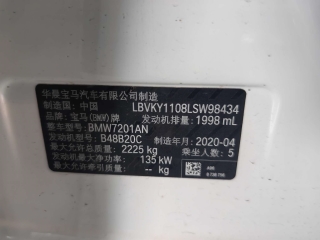 华晨宝马汽车有限公司制造
制造国: 中国 LBVKY1108LSW98434
品牌: 宝马(BMW)牌 发动机排量: 1998 mL
整车型号: BMW7201AN
发动机型号: B48B20C 制造年月: 2020-04
最大允许总质量: 2225 kg 乘坐人数: 5
发动机最大净功率: 135 kW
最大允许牵引质量: -- kg